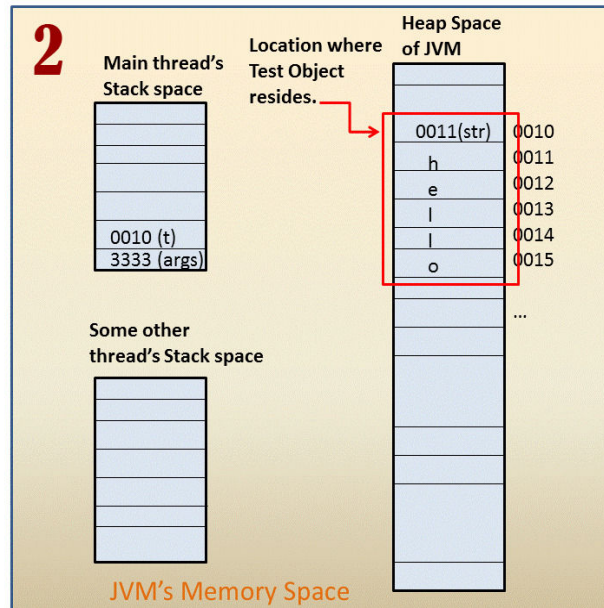 2
Main thread's
Stack space
0010 (t)
3333 (args)
Some other
thread's Stack space
Location where
Test Object
resides.
Heap Space
of JVM
0011(str) 0010
h 0011
e 0012
l 0013
l 0014
o 0015
...
JVM's Memory Space